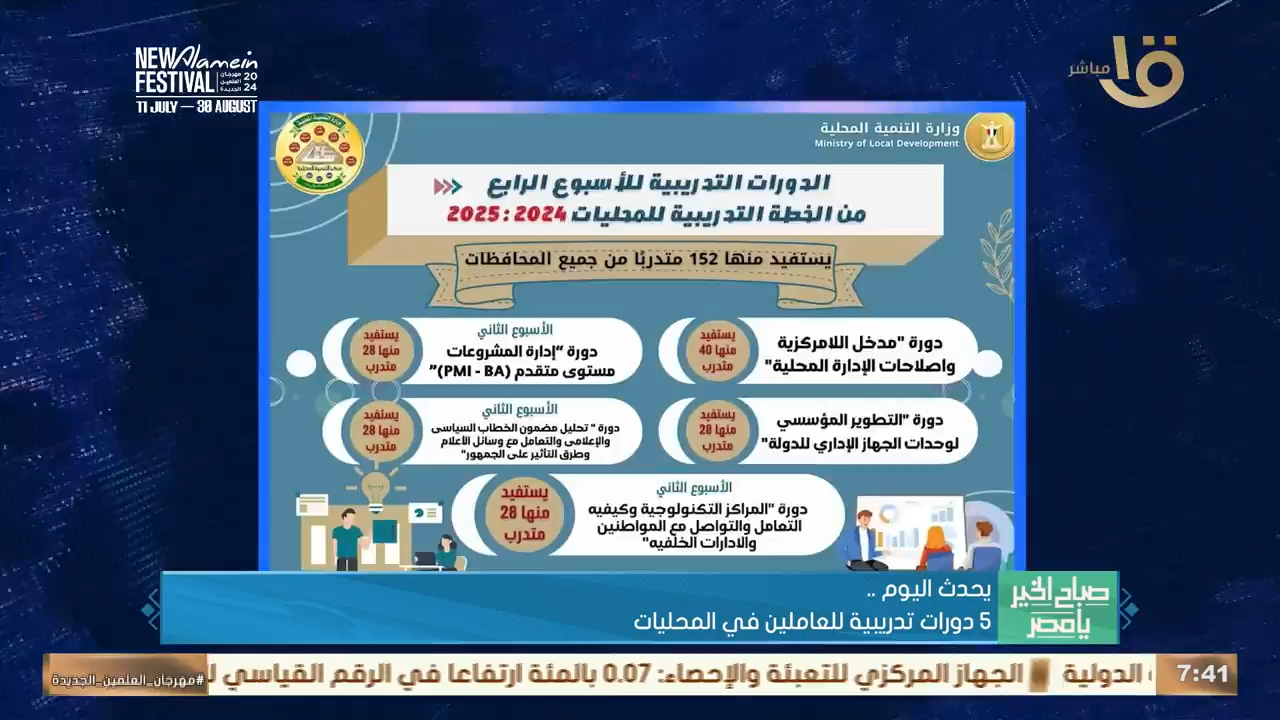 NEW Alamein
FESTIVAL مهرجان العلمين الجديدة 2024
11 JULY — 30 AUGUST
مباشر
وزارة التنمية المحلية
Ministry of Local Development
الدورات التدريبية للأسبوع الرابع
من الخطة التدريبية للمحليات 2024 : 2025
يستفيد منها 152 متدربًا من جميع المحافظات
دورة "مدخل اللامركزية
واصلاحات الإدارة المحلية"
يستفيد
منها 40
متدرب
الأسبوع الثاني
دورة "إدارة المشروعات
مستوى متقدم (PMI - BA)"
يستفيد
منها 28
متدرب
دورة "التطوير المؤسسي
لوحدات الجهاز الإداري للدولة"
يستفيد
منها 28
متدرب
الأسبوع الثاني
دورة " تحليل مضمون الخطاب السياسى
والإعلامى والتعامل مع وسائل الأعلام
وطرق التأثير على الجمهور"
يستفيد
منها 28
متدرب
الأسبوع الثاني
دورة "المراكز التكنولوجية وكيفيه
التعامل والتواصل مع المواطنين
والادارات الخلفيه"
يستفيد
منها 28
متدرب
صباح الخير
يا مصر
يحدث اليوم ..
5 دورات تدريبية للعاملين في المحليات
7:41
الدولية
الجهاز المركزي للتعبئة والإحصاء: 0.07 بالمئة ارتفاعا في الرقم القياسي
#مهرجان_العلمين_الجديدة